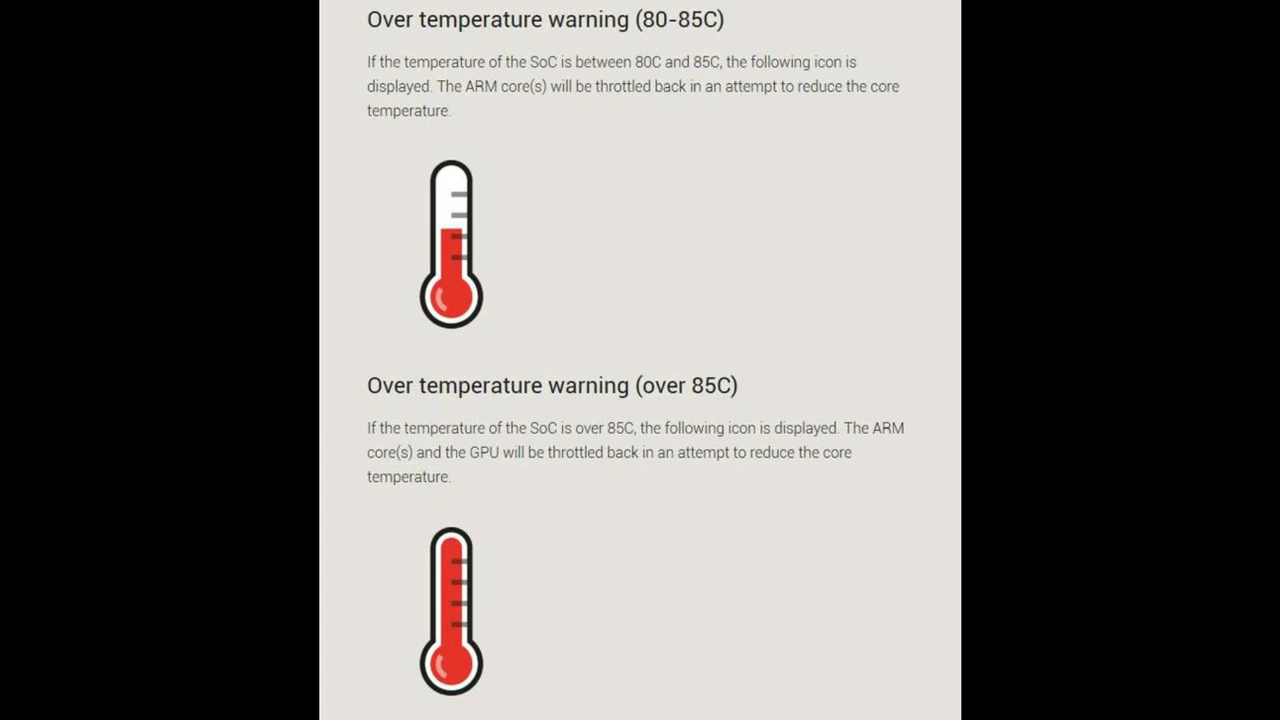 Over temperature warning (80-85C)
If the temperature of the SoC is between 80C and 85C, the following icon is
displayed. The ARM core(s) will be throttled back in an attempt to reduce the core
temperature.
Over temperature warning (over 85C)
If the temperature of the SoC is over 85C, the following icon is displayed. The ARM
core(s) and the GPU will be throttled back in an attempt to reduce the core
temperature.